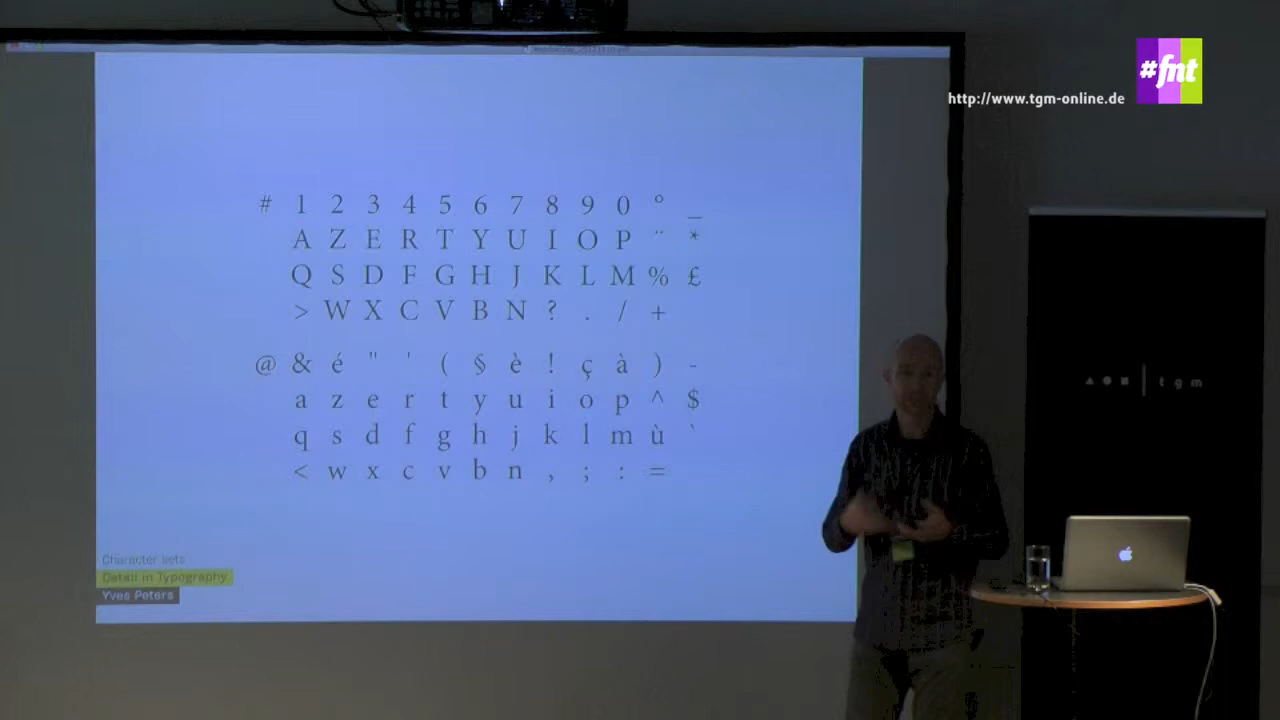 #fnt
http://www.tgm-online.de
# 1 2 3 4 5 6 7 8 9 0 ° _
A Z E R T Y U I O P ¨ *
Q S D F G H J K L M % £
> W X C V B N ? . / +
@ & é " ' ( § è ! ç à ) -
a z e r t y u i o p ^ $
q s d f g h j k l m ù `
< w x c v b n , ; : =
tgm
Character sets
Detail in Typography
Yves Peters